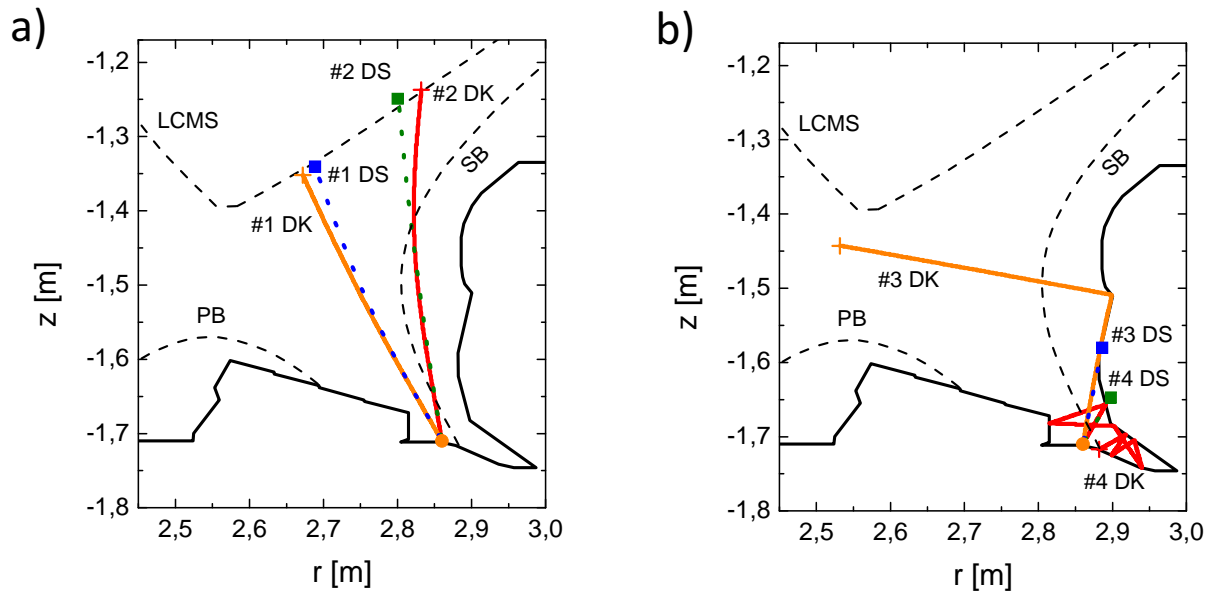 a)
-1,2
-1,3
-1,4
-1,5
-1,6
-1,7
-1,8
z [m]
2,5 2,6 2,7 2,8 2,9 3,0
r [m]
#2 DS
#2 DK
LCMS
#1 DS
SB
#1 DK
PB
b)
-1,2
-1,3
-1,4
-1,5
-1,6
-1,7
-1,8
z [m]
2,5 2,6 2,7 2,8 2,9 3,0
r [m]
LCMS
SB
#3 DK
PB
#3 DS
#4 DS
#4 DK